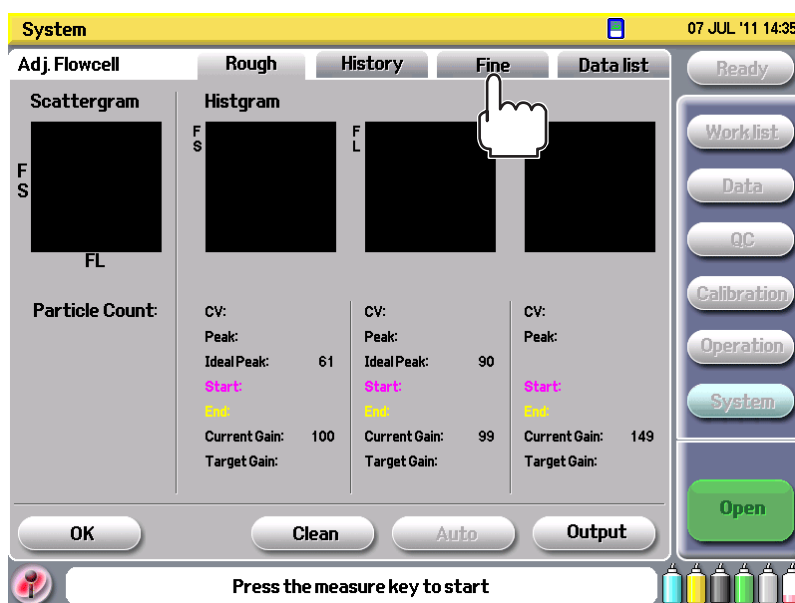 System
07 JUL '11 14:35
Adj. Flowcell
Rough
History
Fine
Data list
Ready
Scattergram
Histgram
FS
FL
FS
FL
Work list
Data
QC
Calibration
Operation
System
Open
Particle Count:
CV:
CV:
CV:
Peak:
Peak:
Peak:
Ideal Peak: 61
Ideal Peak: 90
Start:
Start:
Start:
End:
End:
End:
Current Gain: 100
Current Gain: 99
Current Gain: 149
Target Gain:
Target Gain:
Target Gain:
OK
Clean
Auto
Output
?
Press the measure key to start